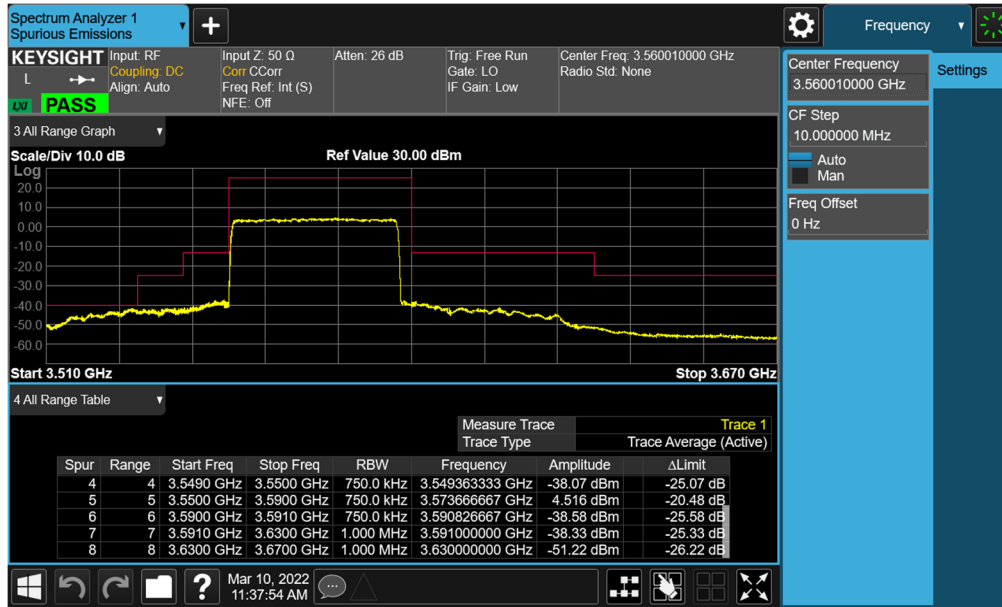 Spectrum Analyzer 1
Spurious Emissions
+
Frequency
KEYSIGHT
L
LXI
PASS
Input: RF
Coupling: DC
Align: Auto
Input Z: 50 Ω
Corr CCorr
Freq Ref: Int (S)
NFE: Off
Atten: 26 dB
Trig: Free Run
Gate: LO
IF Gain: Low
Center Freq: 3.560010000 GHz
Radio Std: None
Center Frequency
3.560010000 GHz
Settings
CF Step
10.000000 MHz
Auto
Man
Freq Offset
0 Hz
3 All Range Graph
Scale/Div 10.0 dB
Ref Value 30.00 dBm
Log
20.0
10.0
0.00
-10.0
-20.0
-30.0
-40.0
-50.0
-60.0
Start 3.510 GHz
Stop 3.670 GHz
4 All Range Table
Measure Trace Trace 1
Trace Type Trace Average (Active)
Spur Range Start Freq Stop Freq RBW Frequency Amplitude ΔLimit
4 4 3.5490 GHz 3.5500 GHz 750.0 kHz 3.549363333 GHz -38.07 dBm -25.07 dB
5 5 3.5500 GHz 3.5900 GHz 750.0 kHz 3.573666667 GHz 4.516 dBm -20.48 dB
6 6 3.5900 GHz 3.5910 GHz 750.0 kHz 3.590826667 GHz -38.58 dBm -25.58 dB
7 7 3.5910 GHz 3.6300 GHz 1.000 MHz 3.591000000 GHz -38.33 dBm -25.33 dB
8 8 3.6300 GHz 3.6700 GHz 1.000 MHz 3.630000000 GHz -51.22 dBm -26.22 dB
?
Mar 10, 2022
11:37:54 AM